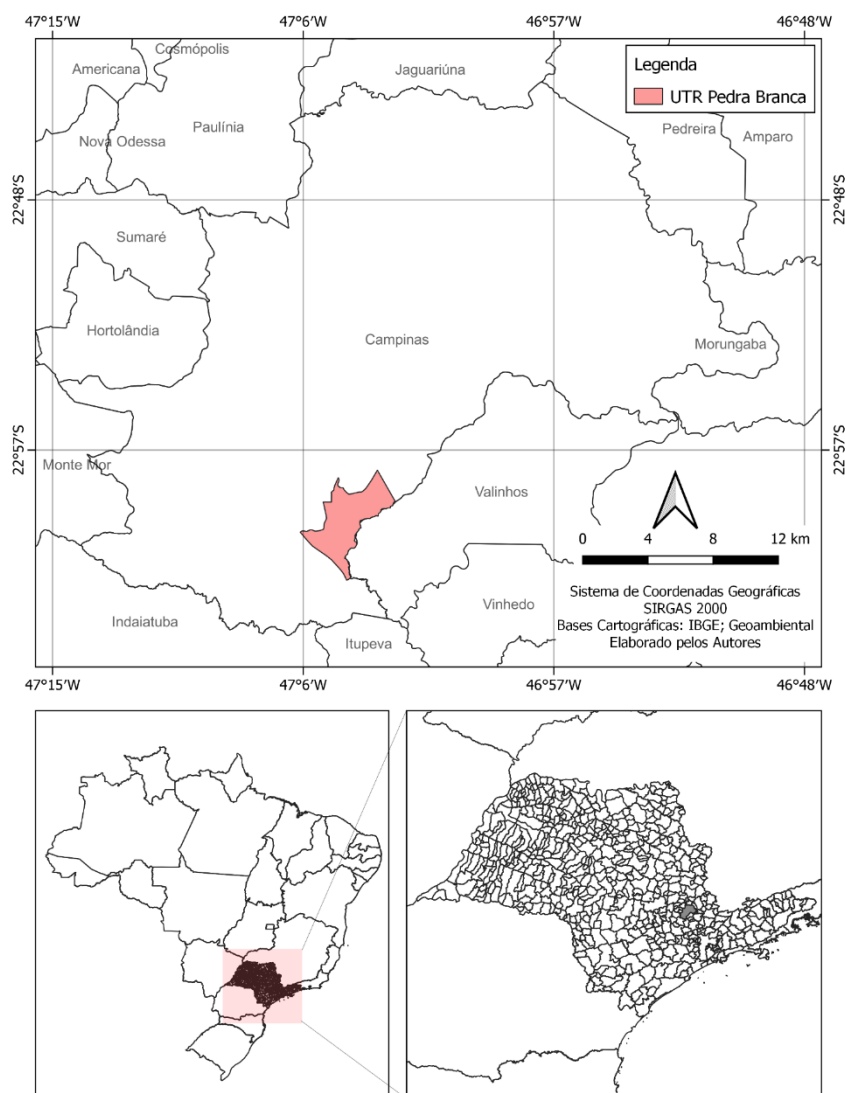 47°15'W 47°6'W 46°57'W 46°48'W
Cosmópolis
Americana
Jaguariúna
Legenda
UTR Pedra Branca
Paulínia
Nova Odessa
Pedreira
Amparo
22°48'S
22°48'S
Sumaré
Hortolândia
Campinas
Morungaba
22°57'S
22°57'S
Monte Mor
Valinhos
0 4 8 12 km
Sistema de Coordenadas Geográficas
SIRGAS 2000
Bases Cartográficas: IBGE; Geoambiental
Elaborado pelos Autores
Vinhedo
Indaiatuba
Itupeva
47°15'W 47°6'W 46°57'W 46°48'W